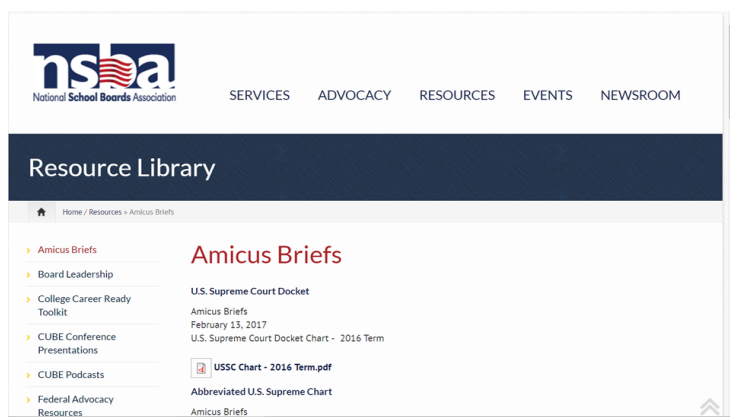 nsba
National School Boards Association
SERVICES ADVOCACY RESOURCES EVENTS NEWSROOM
Resource Library
Home / Resources » Amicus Briefs
Amicus Briefs
Board Leadership
College Career Ready
Toolkit
CUBE Conference
Presentations
CUBE Podcasts
Federal Advocacy
Resources
Amicus Briefs
U.S. Supreme Court Docket
Amicus Briefs
February 13, 2017
U.S. Supreme Court Docket Chart - 2016 Term
USSC Chart - 2016 Term.pdf
Abbreviated U.S. Supreme Chart
Amicus Briefs